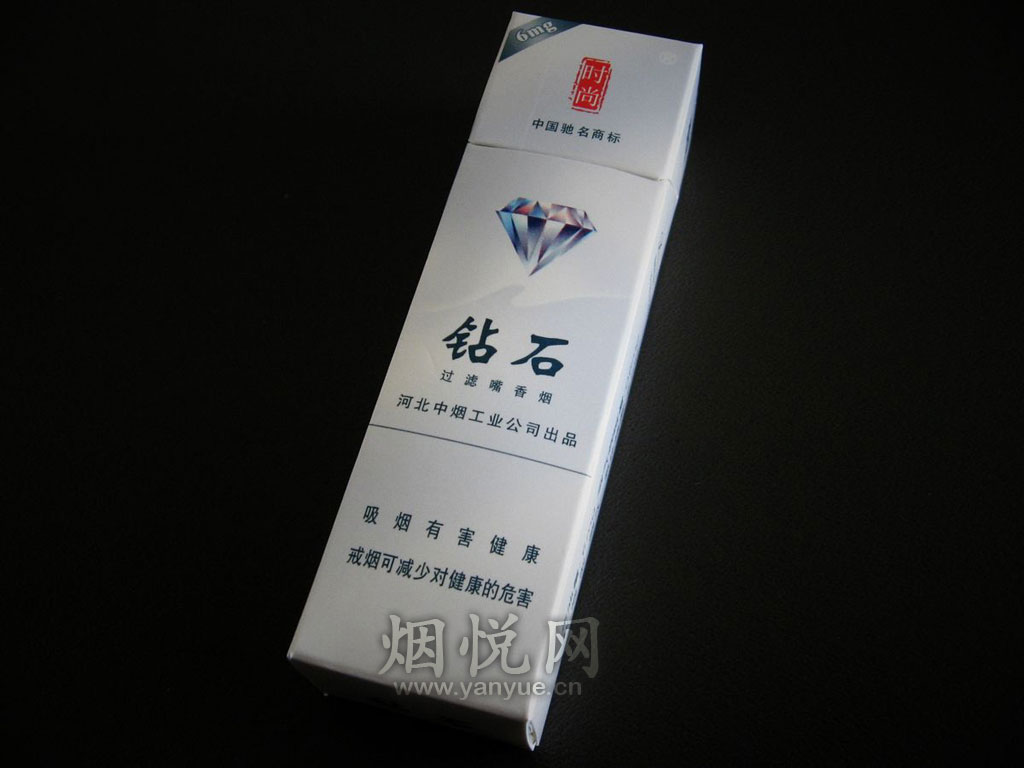 6mg
时尚
中国驰名商标
钻石
过滤嘴香烟
河北中烟工业公司出品
吸烟有害健康
戒烟可减少对健康的危害
烟悦网
www.yanyue.cn